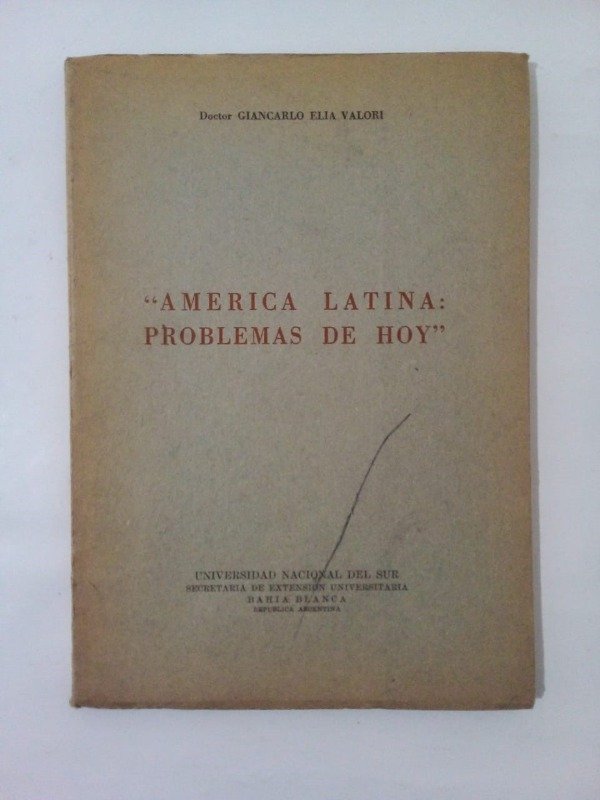 Doctor GIANCARLO ELIA VALORI
“AMERICA LATINA:
PROBLEMAS DE HOY”
UNIVERSIDAD NACIONAL DEL SUR
SECRETARIA DE EXTENSION UNIVERSITARIA
BAHIA BLANCA
REPUBLICA ARGENTINA